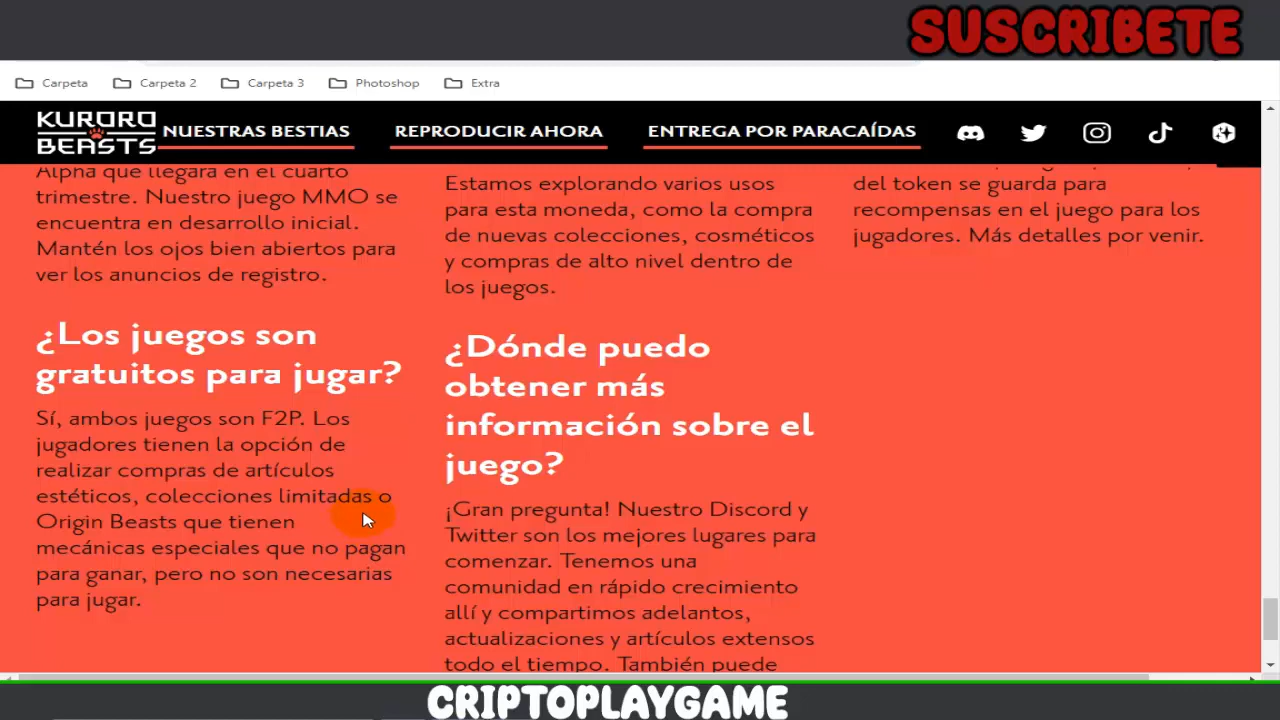 SUSCRIBETE
Carpeta
Carpeta 2
Carpeta 3
Photoshop
Extra
KURORO
BEASTS
NUESTRAS BESTIAS
REPRODUCIR AHORA
ENTREGA POR PARACAÍDAS
Alpha que llegará en el cuarto
trimestre. Nuestro juego MMO se
encuentra en desarrollo inicial.
Mantén los ojos bien abiertos para
ver los anuncios de registro.
¿Los juegos son
gratuitos para jugar?
Sí, ambos juegos son F2P. Los
jugadores tienen la opción de
realizar compras de artículos
estéticos, colecciones limitadas o
Origin Beasts que tienen
mecánicas especiales que no pagan
para ganar, pero no son necesarias
para jugar.
Estamos explorando varios usos
para esta moneda, como la compra
de nuevas colecciones, cosméticos
y compras de alto nivel dentro de
los juegos.
¿Dónde puedo
obtener más
información sobre el
juego?
¡Gran pregunta! Nuestro Discord y
Twitter son los mejores lugares para
comenzar. Tenemos una
comunidad en rápido crecimiento
allí y compartimos adelantos,
actualizaciones y artículos extensos
todo el tiempo. También puede
del token se guarda para
recompensas en el juego para los
jugadores. Más detalles por venir.
CRIPTOPLAYGAME